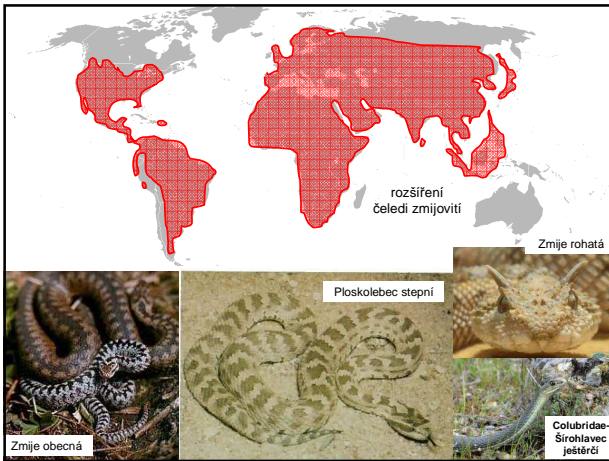 rozšíření
čeledi zmijovití
Zmije rohatá
Ploskolebec stepní
Zmije obecná
Colubridae-
Šírohlavec
ještěrčí